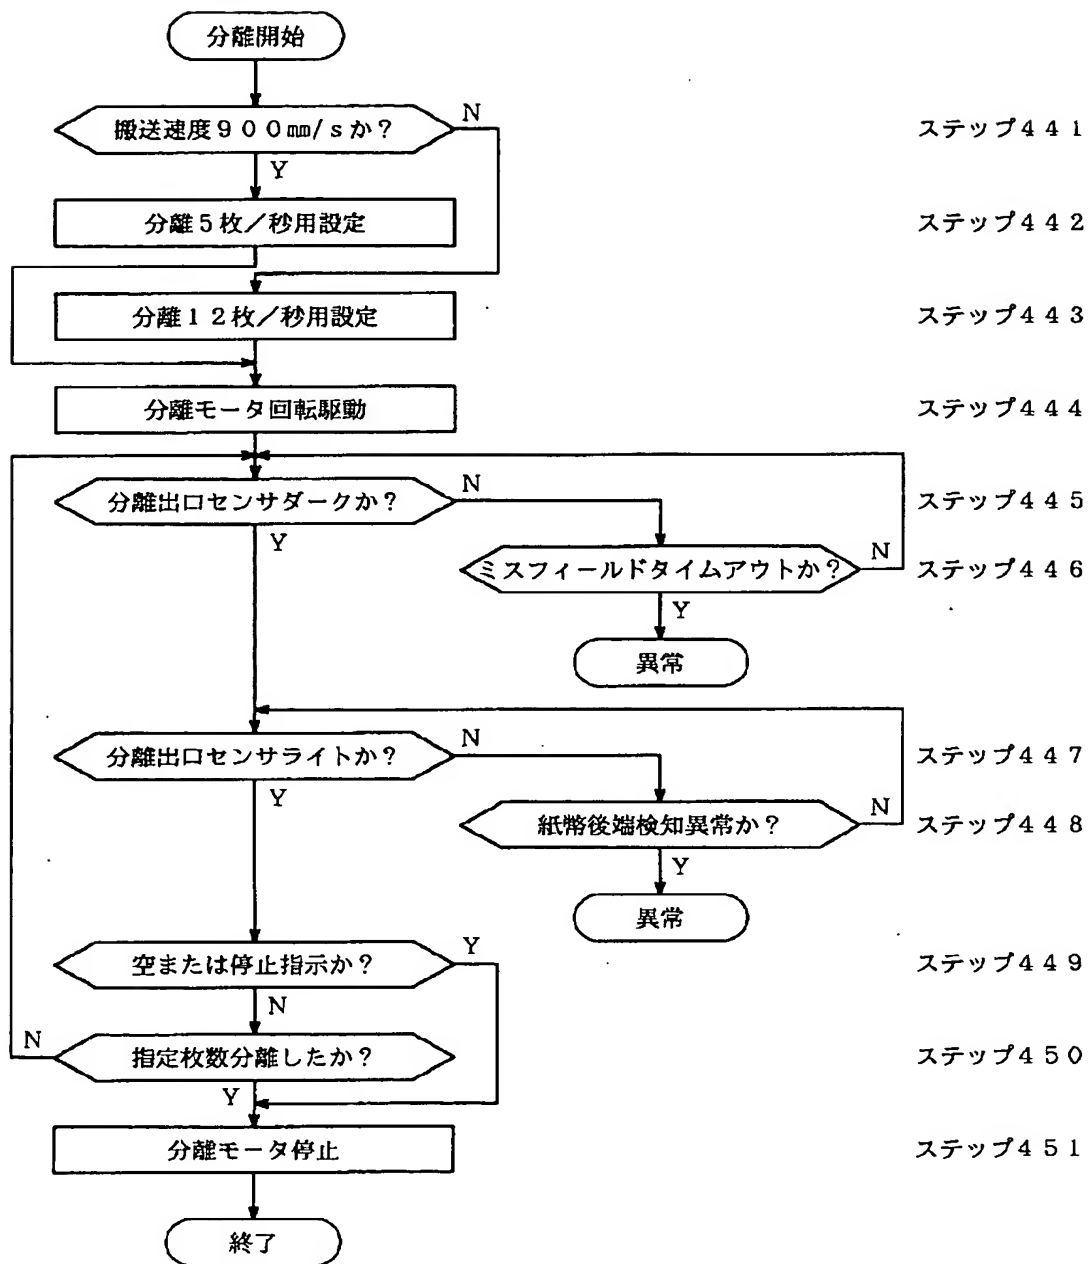 分離開始
搬送速度９００㎜/ｓか？
N
ステップ４４１
Y
分離５枚／秒用設定
ステップ４４２
分離１２枚／秒用設定
ステップ４４３
分離モータ回転駆動
ステップ４４４
分離出口センサダークか？
N
ステップ４４５
Y
ミスフィールドタイムアウトか？
N
ステップ４４６
Y
異常
分離出口センサライトか？
N
ステップ４４７
Y
紙幣後端検知異常か？
N
ステップ４４８
Y
異常
空または停止指示か？
Y
ステップ４４９
N
N
指定枚数分離したか？
ステップ４５０
Y
分離モータ停止
ステップ４５１
終了